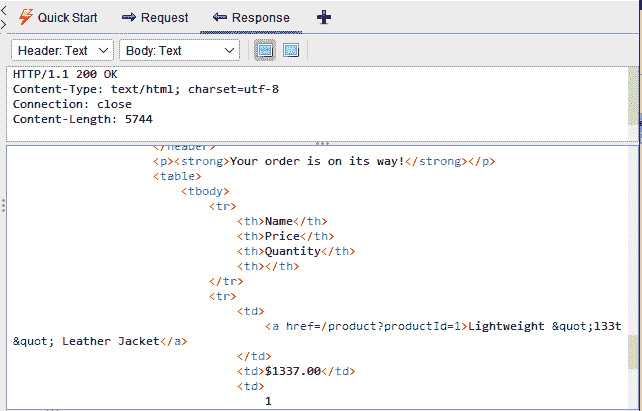 Quick Start Request Response
Header: Text Body: Text
HTTP/1.1 200 OK
Content-Type: text/html; charset=utf-8
Connection: close
Content-Length: 5744
</header>
<p><strong>Your order is on its way!</strong></p>
<table>
<tbody>
<tr>
<th>Name</th>
<th>Price</th>
<th>Quantity</th>
<th></th>
</tr>
<tr>
<td>
<a href=/product?productId=1>Lightweight &quot;l33t
&quot; Leather Jacket</a>
</td>
<td>$1337.00</td>
<td>
1